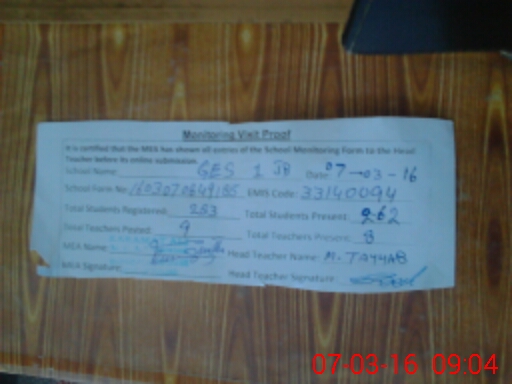 Monitoring Visit Proof
It is certified that the MEA has shown all entries of the School Monitoring Form to the Head
Teacher before its online submission.
School Name: GES 1 JB Date: 07-03-16
School Form No: EMIS Code: 33140094
Total Students Registered: 283 Total Students Present: 262
Total Teachers Posted: 9 Total Teachers Present: 8
MEA Name: Head Teacher Name: M. TAYYAB
MEA Signature: Head Teacher Signature:
07-03-16 09:04